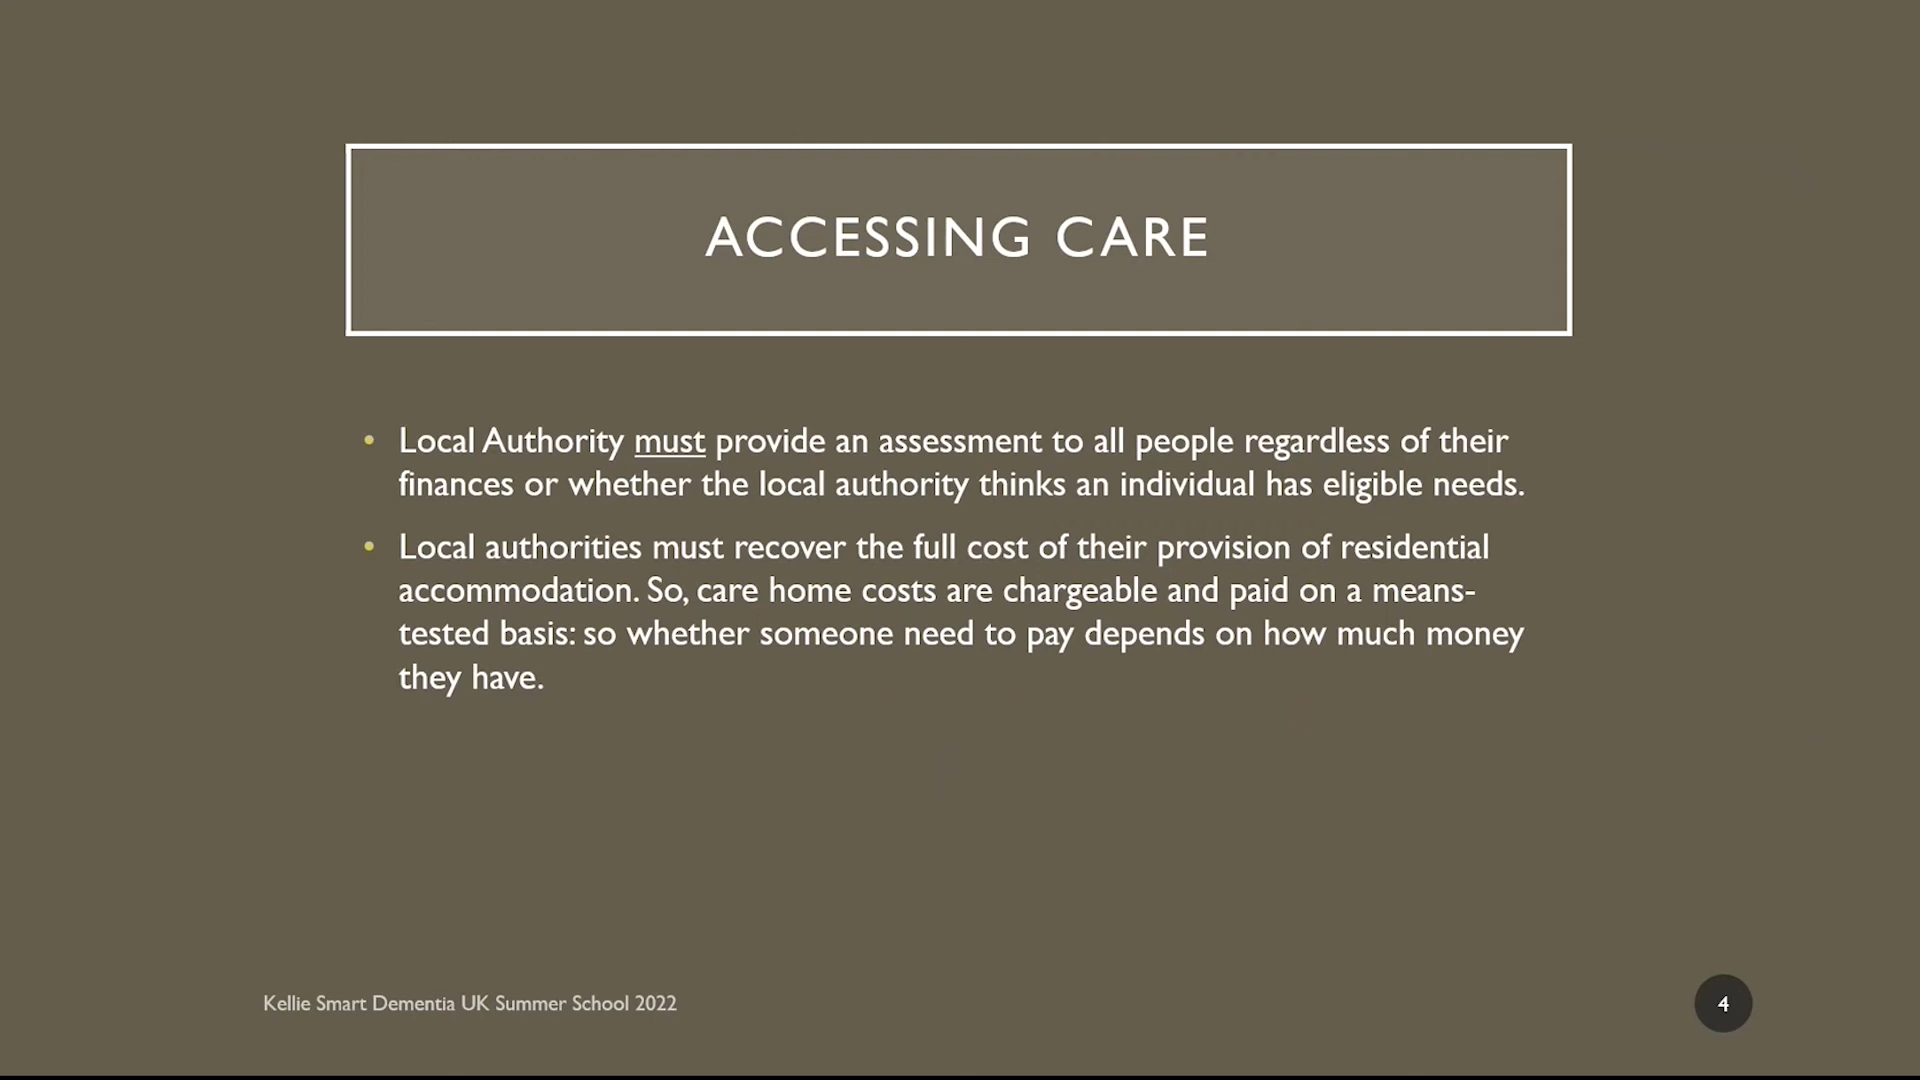 ACCESSING CARE
• Local Authority must provide an assessment to all people regardless of their
finances or whether the local authority thinks an individual has eligible needs.
• Local authorities must recover the full cost of their provision of residential
accommodation. So, care home costs are chargeable and paid on a means-
tested basis: so whether someone need to pay depends on how much money
they have.
Kellie Smart Dementia UK Summer School 2022
4